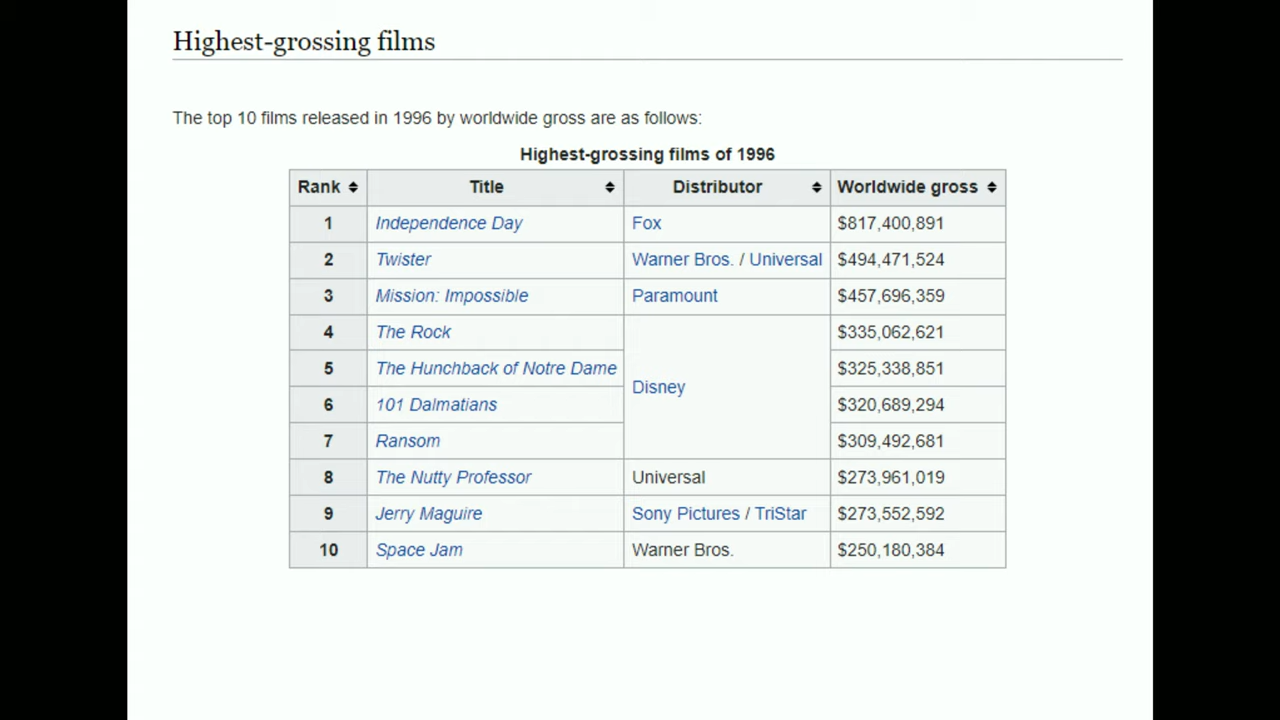 Highest-grossing films
The top 10 films released in 1996 by worldwide gross are as follows:
Highest-grossing films of 1996
Rank Title Distributor Worldwide gross
1 Independence Day Fox $817,400,891
2 Twister Warner Bros. / Universal $494,471,524
3 Mission: Impossible Paramount $457,696,359
4 The Rock $335,062,621
5 The Hunchback of Notre Dame $325,338,851
Disney
6 101 Dalmatians $320,689,294
7 Ransom $309,492,681
8 The Nutty Professor Universal $273,961,019
9 Jerry Maguire Sony Pictures / TriStar $273,552,592
10 Space Jam Warner Bros. $250,180,384